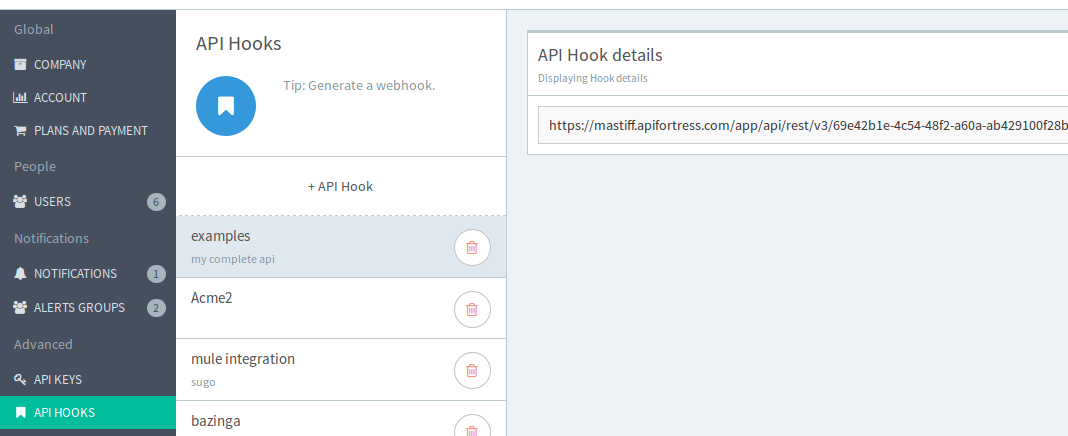 Global
COMPANY
ACCOUNT
PLANS AND PAYMENT
People
USERS 6
Notifications
NOTIFICATIONS 1
ALERTS GROUPS 2
Advanced
API KEYS
API HOOKS
API Hooks
Tip: Generate a webhook.
+ API Hook
examples
my complete api
Acme2
mule integration
sugo
bazinga
API Hook details
Displaying Hook details
https://mastiff.apifortress.com/app/api/rest/v3/69e42b1e-4c54-48f2-a60a-ab429100f28b